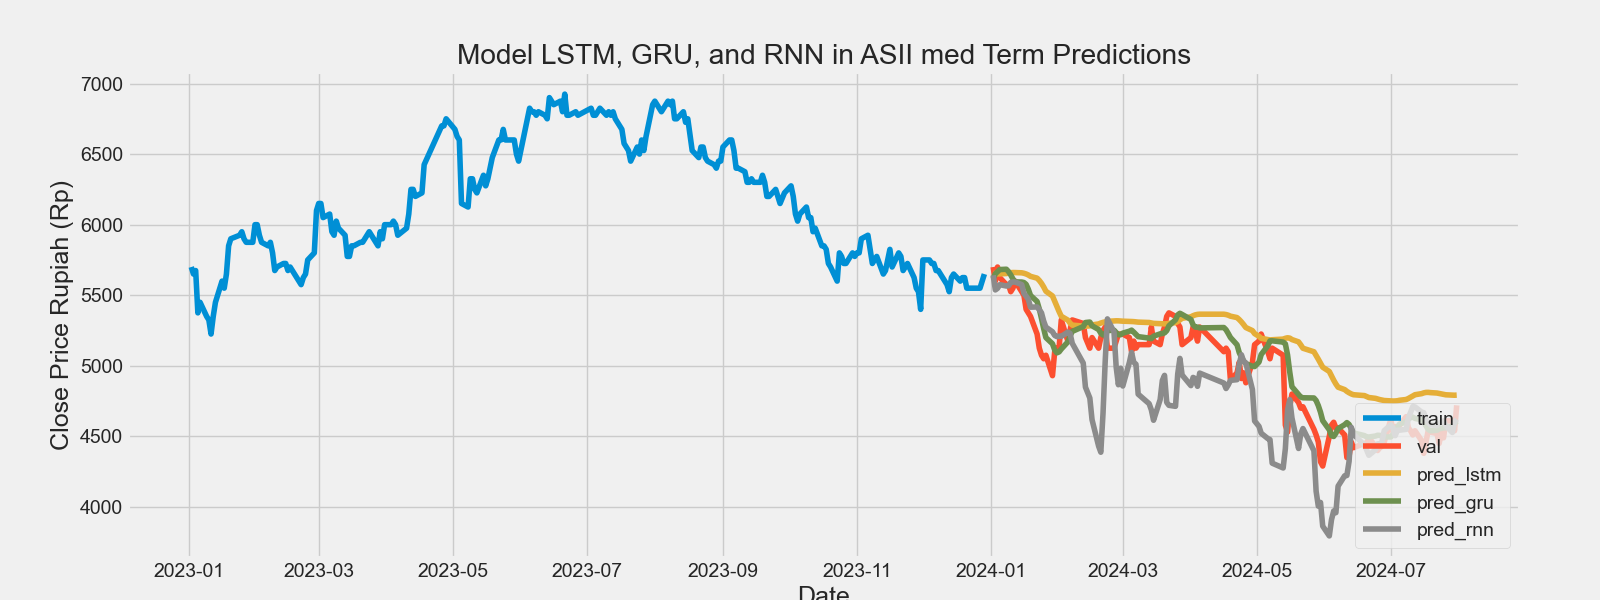 Model LSTM, GRU, and RNN in ASII med Term Predictions
Close Price Rupiah (Rp)
7000
6500
6000
5500
5000
4500
4000
train
val
pred_lstm
pred_gru
pred_rnn
2023-01 2023-03 2023-05 2023-07 2023-09 2023-11 2024-01 2024-03 2024-05 2024-07
Date